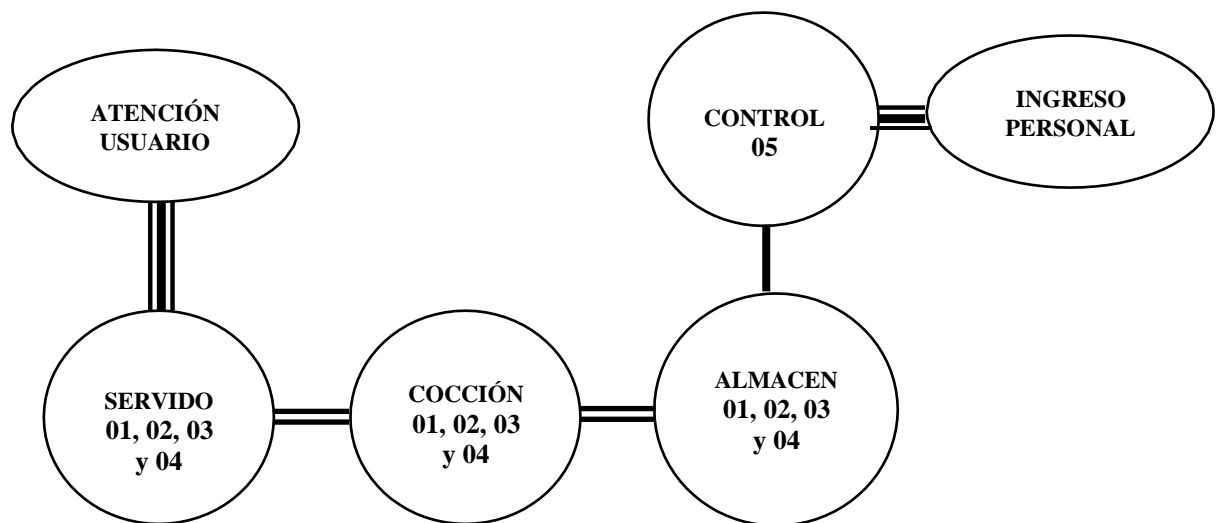 ATENCIÓN
USUARIO
CONTROL
05
INGRESO
PERSONAL
SERVIDO
01, 02, 03
y 04
COCCIÓN
01, 02, 03
y 04
ALMACEN
01, 02, 03
y 04